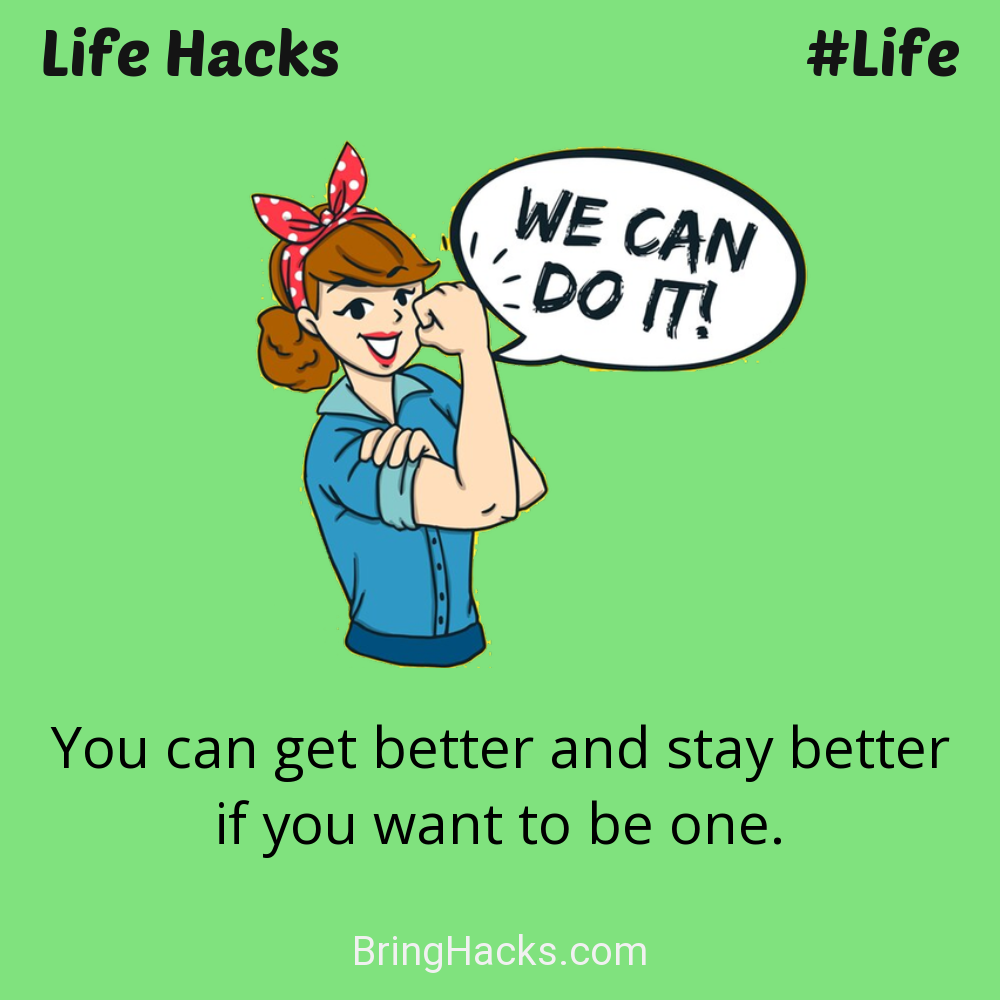 Life Hacks
#Life
WE CAN
DO IT!
You can get better and stay better
if you want to be one.
BringHacks.com